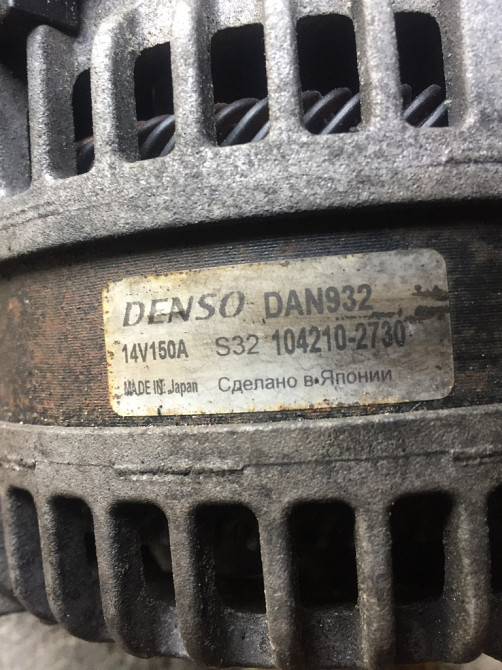 DENSO DAN932
14V150A S32 104210-2730
MADE IN: Japan Сделано в Японии